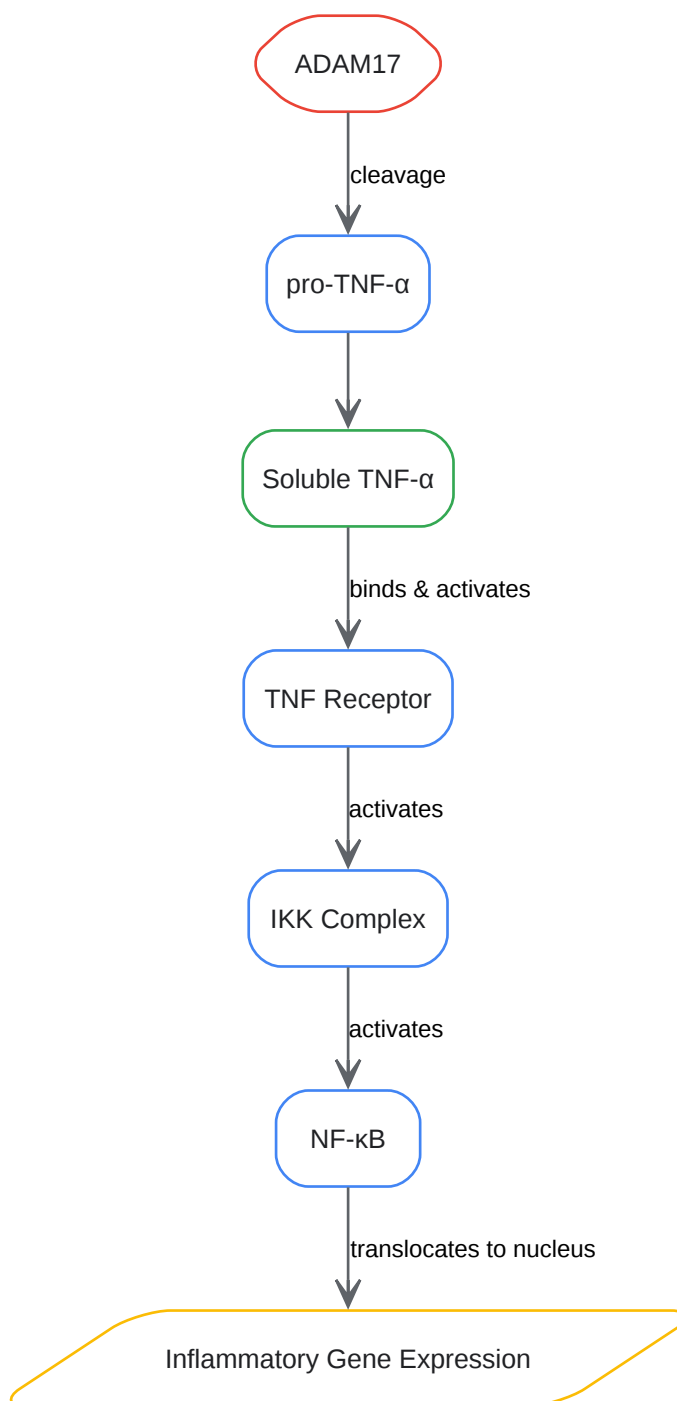 ADAM17
cleavage
pro-TNF-α
Soluble TNF-α
binds & activates
TNF Receptor
activates
IKK Complex
activates
NF-κB
translocates to nucleus
Inflammatory Gene Expression